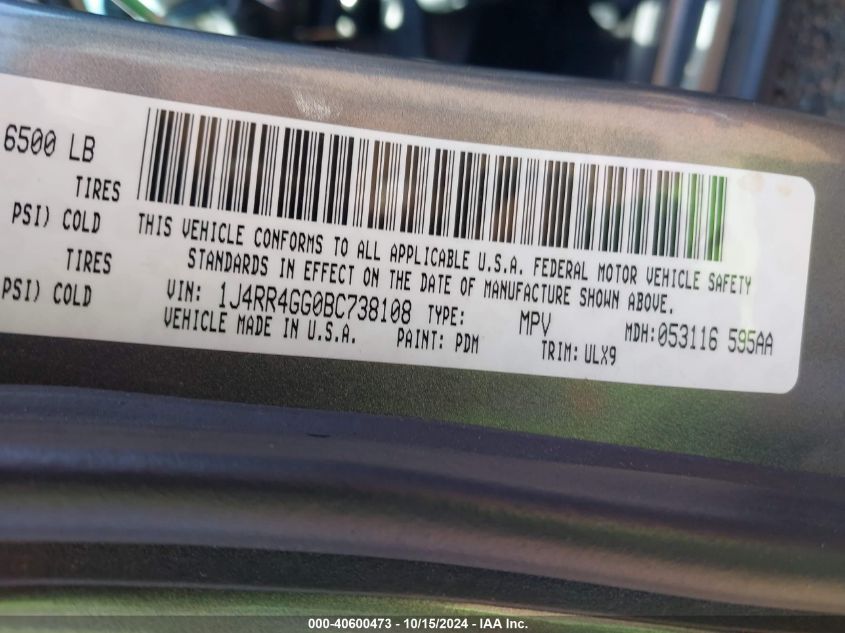 6500 LB
TIRES
PSI) COLD
TIRES
PSI) COLD
THIS VEHICLE CONFORMS TO ALL APPLICABLE U.S.A. FEDERAL MOTOR VEHICLE SAFETY
STANDARDS IN EFFECT ON THE DATE OF MANUFACTURE SHOWN ABOVE.
VIN: 1J4RR4GG0BC738108 TYPE: MPV MDH:053116 595AA
VEHICLE MADE IN U.S.A. PAINT: PDM TRIM:ULX9
000-40600473 - 10/15/2024 - IAA Inc.